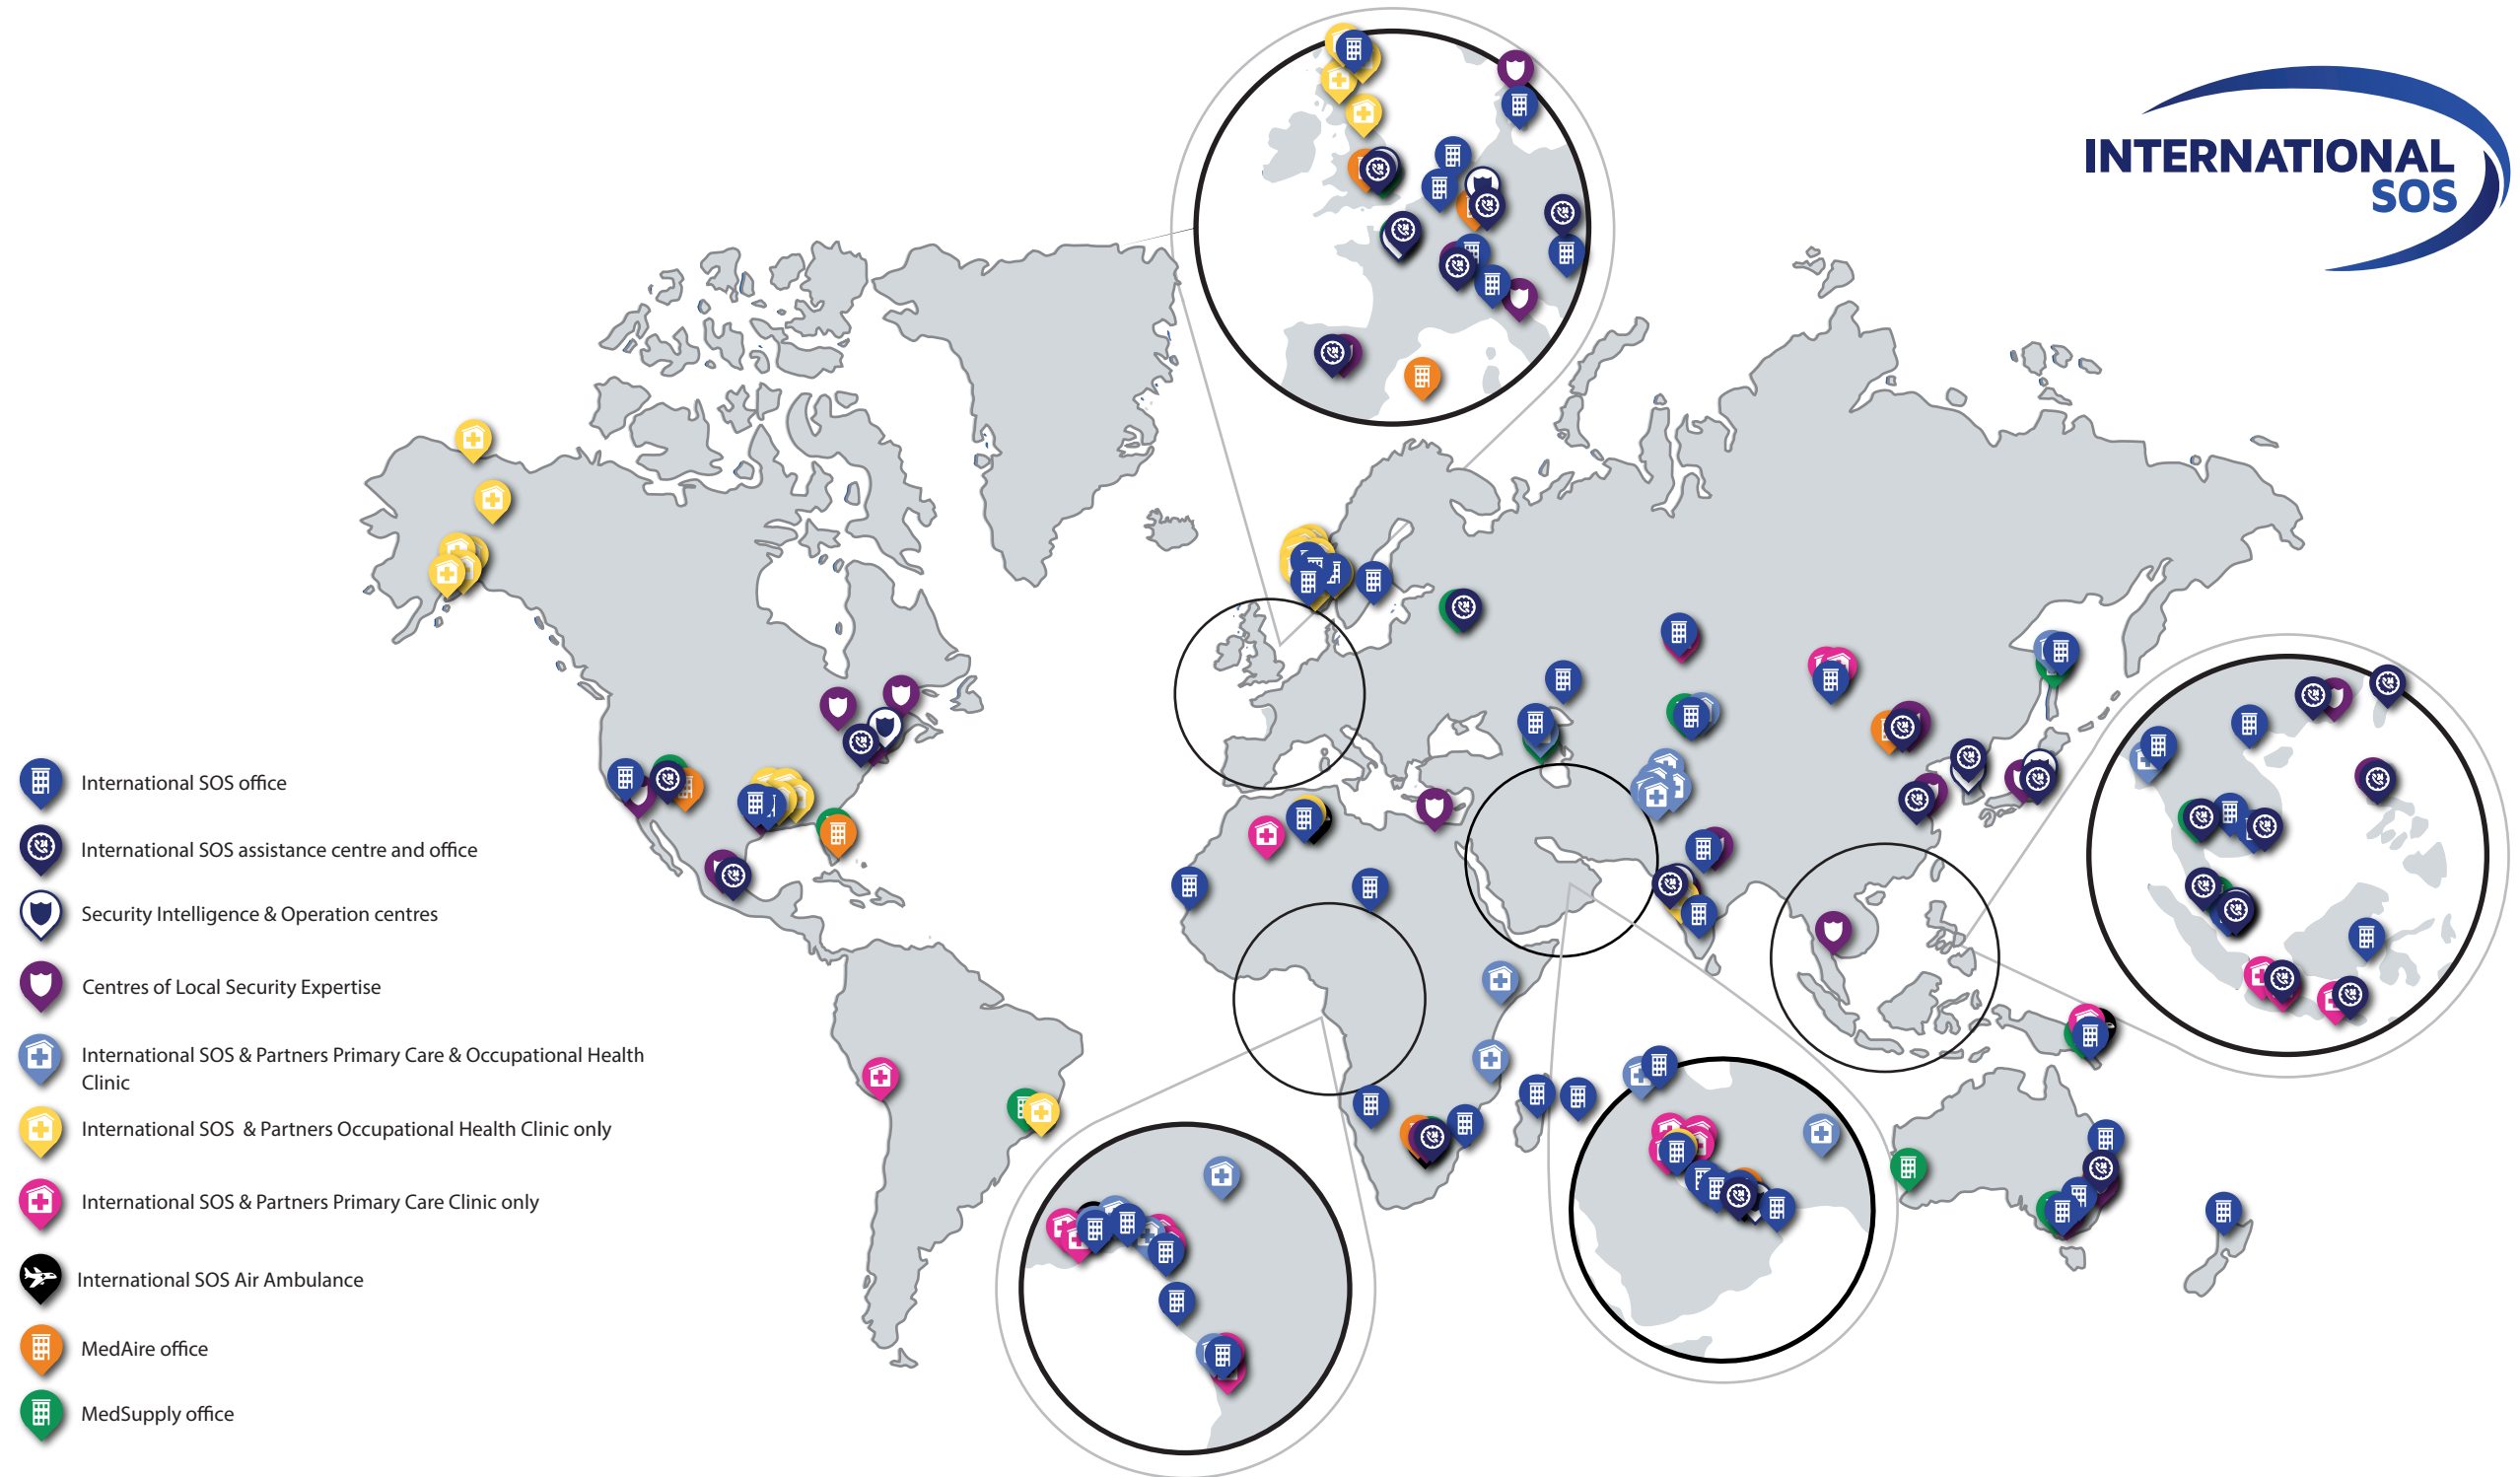 INTERNATIONAL
SOS
International SOS office
International SOS assistance centre and office
Security Intelligence & Operation centres
Centres of Local Security Expertise
International SOS & Partners Primary Care & Occupational Health
Clinic
International SOS & Partners Occupational Health Clinic only
International SOS & Partners Primary Care Clinic only
International SOS Air Ambulance
MedAire office
MedSupply office